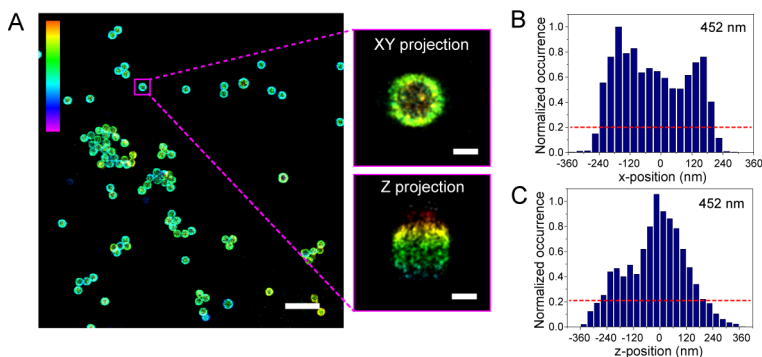 A
XY projection
Z projection
B
452 nm
Normalized occurrence
1.0
0.8
0.6
0.4
0.2
0.0
-360 -240 -120 0 120 240 360
x-position (nm)
C
452 nm
Normalized occurrence
1.0
0.8
0.6
0.4
0.2
0.0
-360 -240 -120 0 120 240 360
z-position (nm)